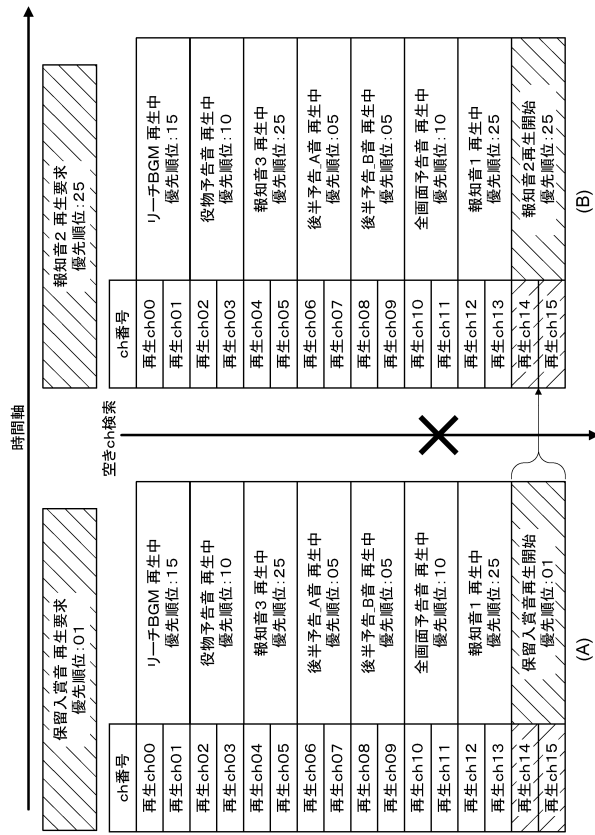 時間軸
保留入賞音 再生要求
優先順位:01
ch番号
再生ch00
再生ch01
リーチBGM 再生中
優先順位:15
再生ch02
再生ch03
役物予告音 再生中
優先順位:10
再生ch04
再生ch05
報知音3 再生中
優先順位:25
再生ch06
再生ch07
後半予告_A音 再生中
優先順位:05
再生ch08
再生ch09
後半予告_B音 再生中
優先順位:05
再生ch10
再生ch11
全画面予告音 再生中
優先順位:10
再生ch12
再生ch13
報知音1 再生中
優先順位:25
再生ch14
再生ch15
保留入賞音再生開始
優先順位:01
(A)
空きch検索
報知音2 再生要求
優先順位:25
ch番号
再生ch00
再生ch01
リーチBGM 再生中
優先順位:15
再生ch02
再生ch03
役物予告音 再生中
優先順位:10
再生ch04
再生ch05
報知音3 再生中
優先順位:25
再生ch06
再生ch07
後半予告_A音 再生中
優先順位:05
再生ch08
再生ch09
後半予告_B音 再生中
優先順位:05
再生ch10
再生ch11
全画面予告音 再生中
優先順位:10
再生ch12
再生ch13
報知音1 再生中
優先順位:25
再生ch14
再生ch15
報知音2再生開始
優先順位:25
(B)